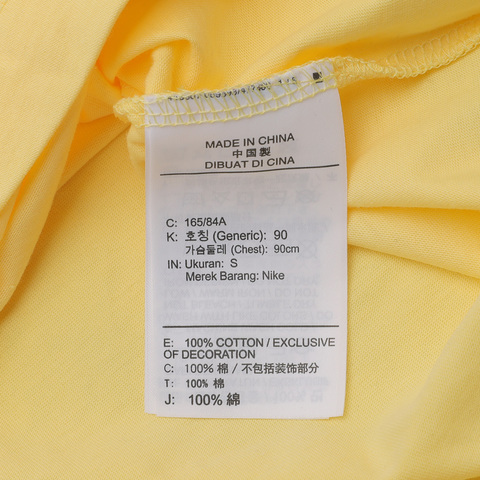 MADE IN CHINA
中国製
DIBUAT DI CINA
C: 165/84A
K: 호칭 (Generic): 90
가슴둘레 (Chest): 90cm
IN: Ukuran: S
Merek Barang: Nike
E: 100% COTTON / EXCLUSIVE
OF DECORATION
C: 100% 棉 / 不包括装饰部分
T: 100% 棉
J: 100% 綿